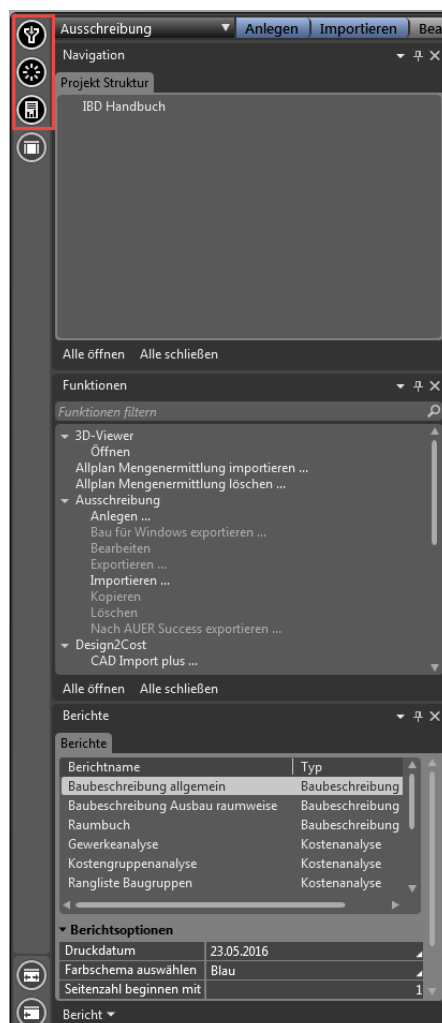 Ausschreibung Anlegen Importieren Bea
Navigation
Projekt Struktur
IBD Handbuch
Alle öffnen Alle schließen
Funktionen
Funktionen filtern
3D-Viewer
Öffnen
Allplan Mengenermittlung importieren ...
Allplan Mengenermittlung löschen ...
Ausschreibung
Anlegen ...
Bau für Windows exportieren ...
Bearbeiten
Exportieren ...
Importieren ...
Kopieren
Löschen
Nach AUER Success exportieren ...
Design2Cost
CAD Import plus ...
Alle öffnen Alle schließen
Berichte
Berichte
Berichtname Typ
Baubeschreibung allgemein Baubeschreibung
Baubeschreibung Ausbau raumweise Baubeschreibung
Raumbuch Baubeschreibung
Gewerkeanalyse Kostenanalyse
Kostengruppenanalyse Kostenanalyse
Rangliste Baugruppen Kostenanalyse
Berichtsoptionen
Druckdatum 23.05.2016
Farbschema auswählen Blau
Seitenzahl beginnen mit 1
Bericht